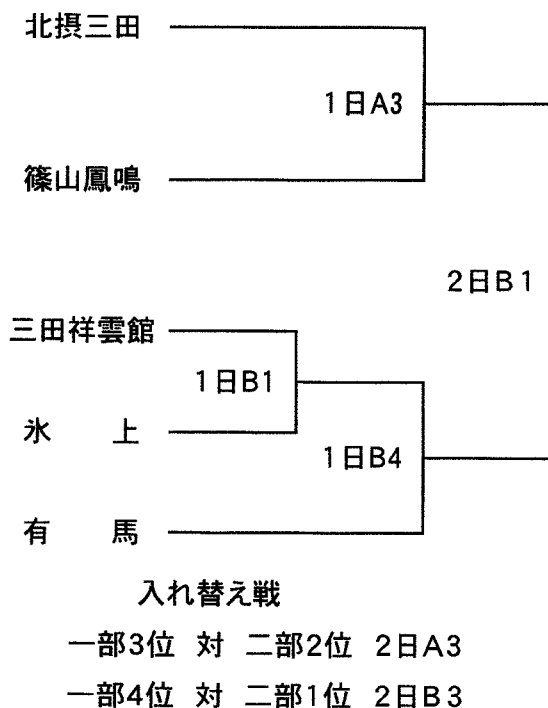 北摂三田
1日A3
篠山鳳鳴
2日B1
三田祥雲館
1日B1
氷　上
1日B4
有　馬
入れ替え戦
一部3位 対 二部2位 2日A3
一部4位 対 二部1位 2日B3